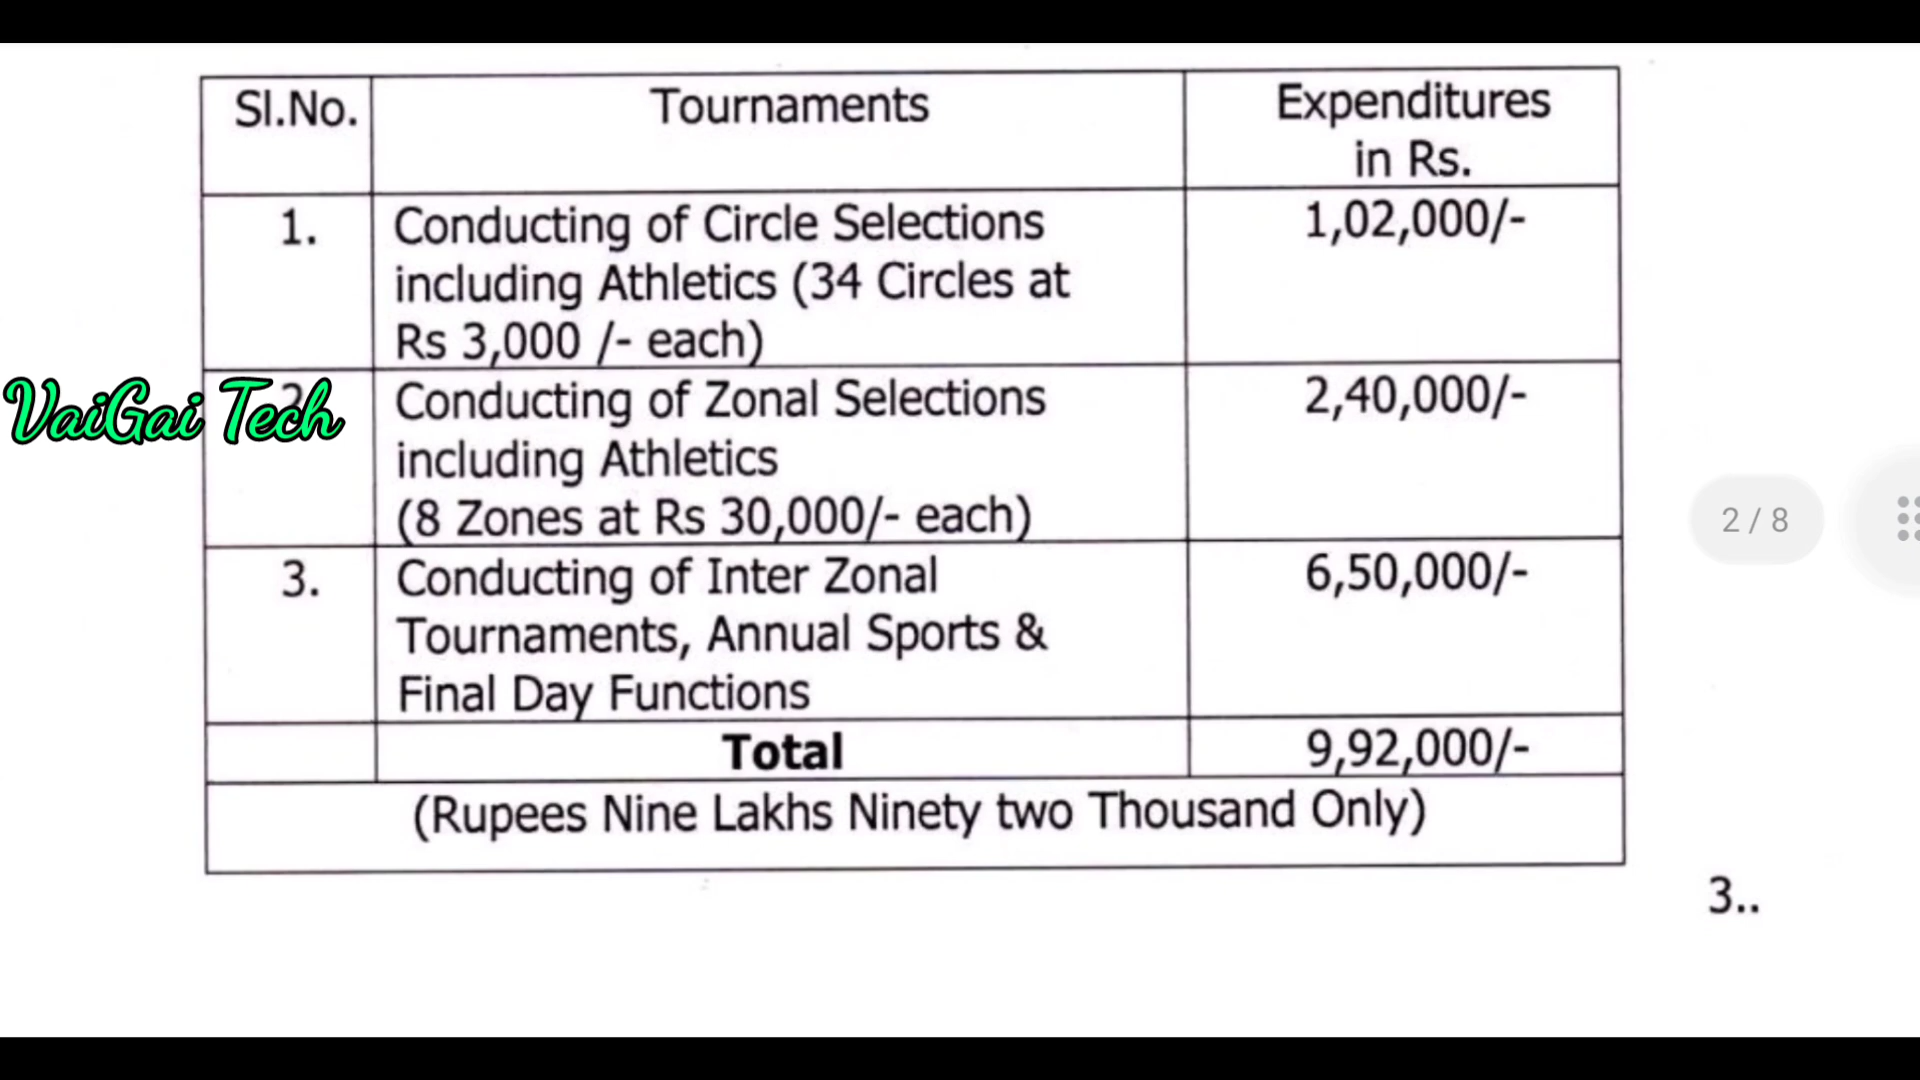 Sl.No.
Tournaments
Expenditures
in Rs.
1.
Conducting of Circle Selections
including Athletics (34 Circles at
Rs 3,000 /- each)
1,02,000/-
VaiGai Tech
Conducting of Zonal Selections
including Athletics
(8 Zones at Rs 30,000/- each)
2,40,000/-
3.
Conducting of Inter Zonal
Tournaments, Annual Sports &
Final Day Functions
6,50,000/-
Total
9,92,000/-
(Rupees Nine Lakhs Ninety two Thousand Only)
2 / 8
3..